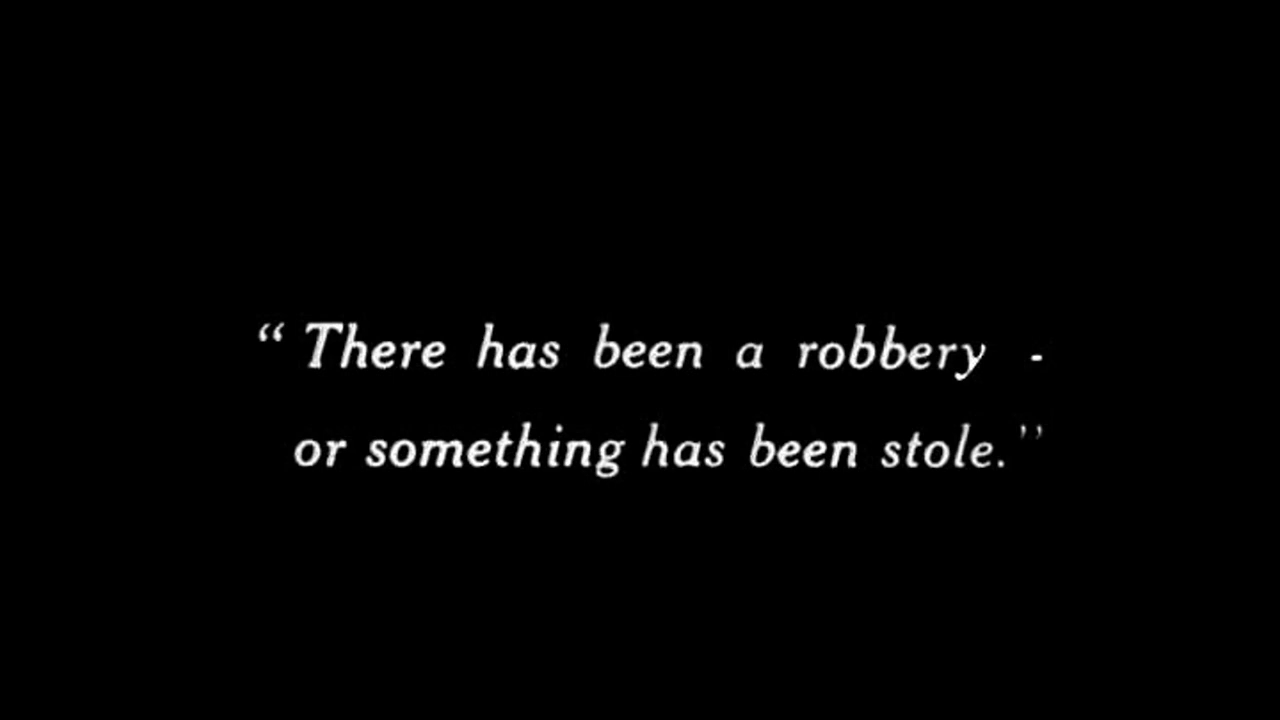 “ There has been a robbery -
or something has been stole.”